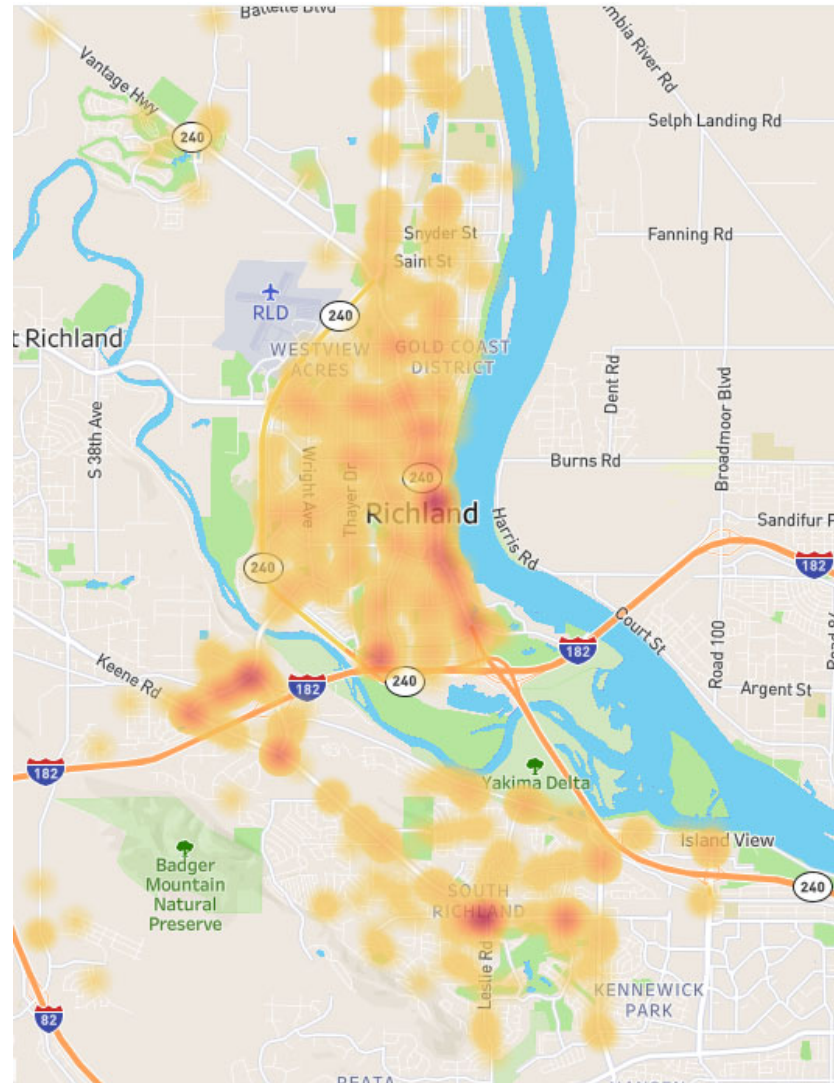 Battelle Blvd
Columbia River Rd
Vantage Hwy
240
Selph Landing Rd
Snyder St
Fanning Rd
Saint St
RLD
240
t Richland
WESTVIEW
ACRES
GOLD COAST
DISTRICT
Dent Rd
Broadmoor Blvd
S 38th Ave
Wright Ave
Thayer Dr
240
Burns Rd
Richland
Harris Rd
Sandifur P
182
240
Court St
182
Road 100
Keene Rd
182
240
Argent St
182
Yakima Delta
Island View
Badger
Mountain
Natural
Preserve
SOUTH
RICHLAND
240
Leslie Rd
KENNEWICK
PARK
82